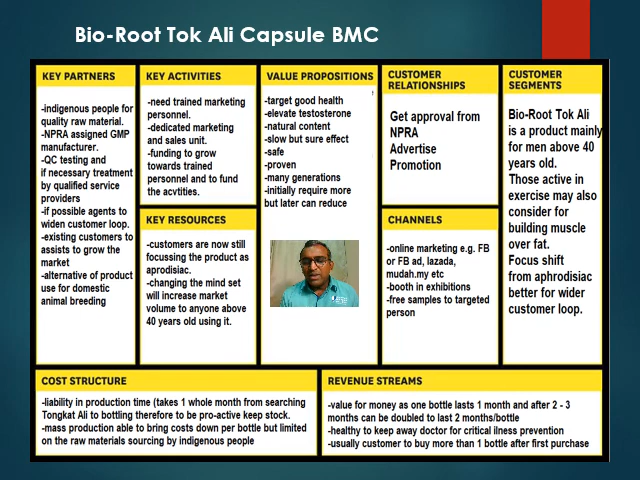 Bio-Root Tok Ali Capsule BMC
KEY PARTNERS
-indigenous people for
quality raw material.
-NPRA assigned GMP
manufacturer.
-QC testing and
if necessary treatment
by qualified service
providers
-if possible agents to
widen customer loop.
-existing customers to
assists to grow the
market
-alternative of product
use for domestic
animal breeding
KEY ACTIVITIES
-need trained marketing
personnel.
-dedicated marketing
and sales unit.
-funding to grow
towards trained
personnel and to fund
the acvtities.
KEY RESOURCES
-customers are now still
focussing the product as
aprodisiac.
-changing the mind set
will increase market
volume to anyone above
40 years old using it.
VALUE PROPOSITIONS
-target good health
-elevate testosterone
-natural content
-slow but sure effect
-safe
-proven
-many generations
-initially require more
but later can reduce
CUSTOMER
RELATIONSHIPS
Get approval from
NPRA
Advertise
Promotion
CHANNELS
-online marketing e.g. FB
or FB ad, lazada,
mudah.my etc
-booth in exhibitions
-free samples to targeted
person
CUSTOMER
SEGMENTS
Bio-Root Tok Ali
is a product mainly
for men above 40
years old.
Those active in
exercise may also
consider for
building muscle
over fat.
Focus shift
from aphrodisiac
better for wider
customer loop.
COST STRUCTURE
-liability in production time (takes 1 whole month from searching
Tongkat Ali to bottling therefore to be pro-active keep stock.
-mass production able to bring costs down per bottle but limited
on the raw materials sourcing by indigenous people
REVENUE STREAMS
-value for money as one bottle lasts 1 month and after 2 - 3
months can be doubled to last 2 months/bottle
-healthy to keep away doctor for critical ilness prevention
-usually customer to buy more than 1 bottle after first purchase